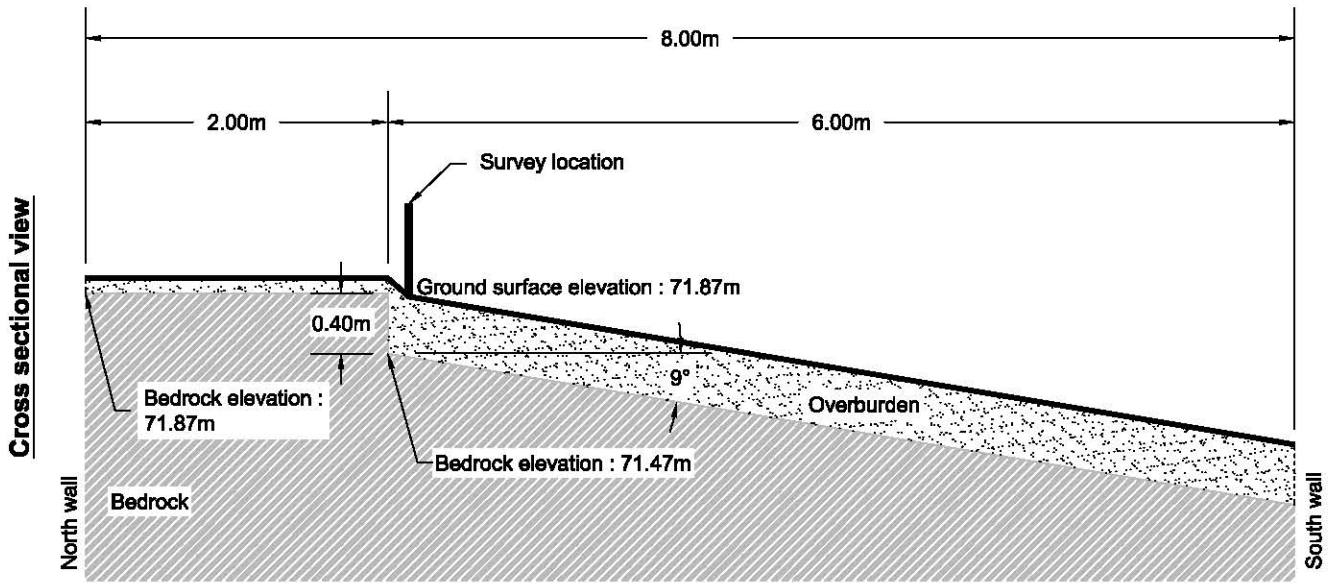 8.00m
2.00m
6.00m
Survey location
Cross sectional view
Ground surface elevation : 71.87m
0.40m
9°
Bedrock elevation :
71.87m
Overburden
Bedrock elevation : 71.47m
Bedrock
North wall
South wall